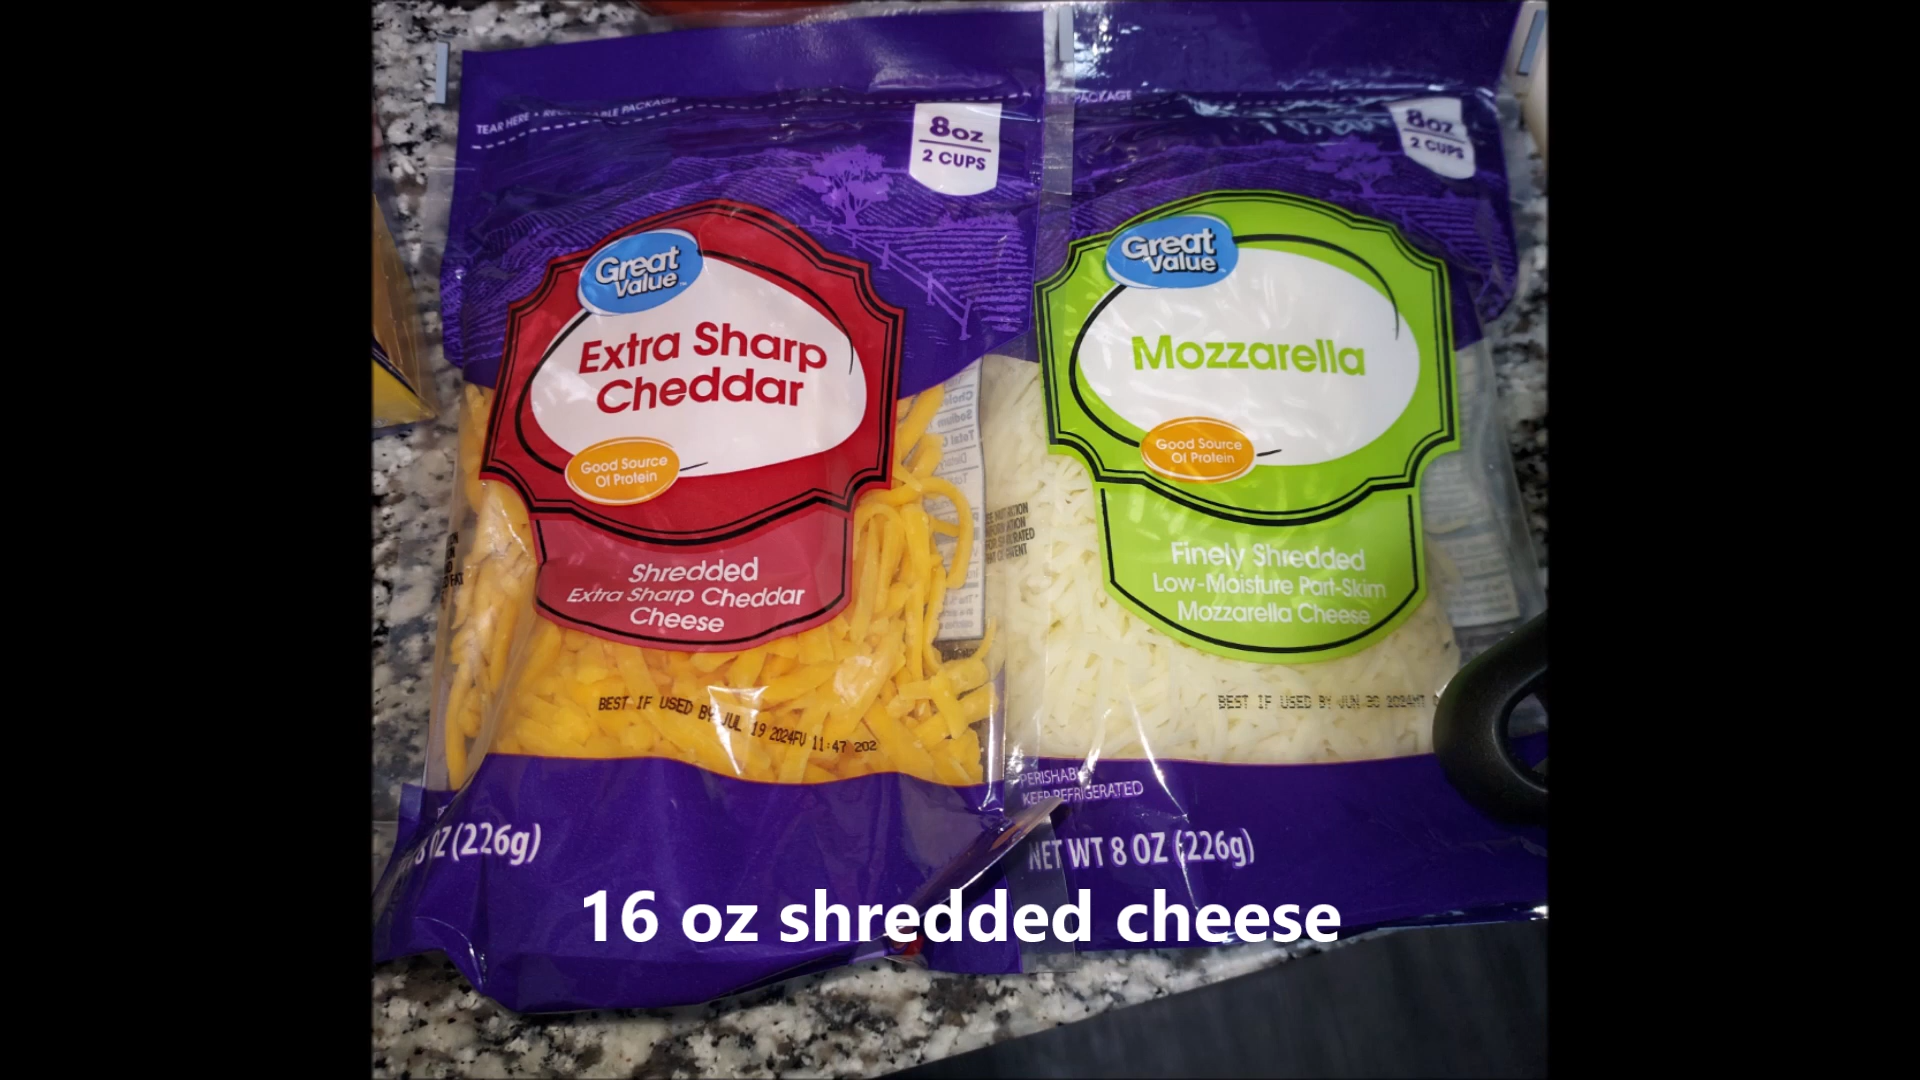 TEAR HERE • PACKAGE
8oz
2 CUPS
Great
Value
Extra Sharp
Cheddar
Good Source
Of Protein
Shredded
Extra Sharp Cheddar
Cheese
BEST IF USED BY JUL 19 2024FV 11:47 202
OZ (226g)
PACKAGE
8oz
2 CUPS
Great
Value
Mozzarella
Good Source
Of Protein
Finely Shredded
Low-Moisture Part-Skim
Mozzarella Cheese
BEST IF USED BY JUN 30 2024
KEEP REFRIGERATED
NET WT 8 OZ (226g)
16 oz shredded cheese